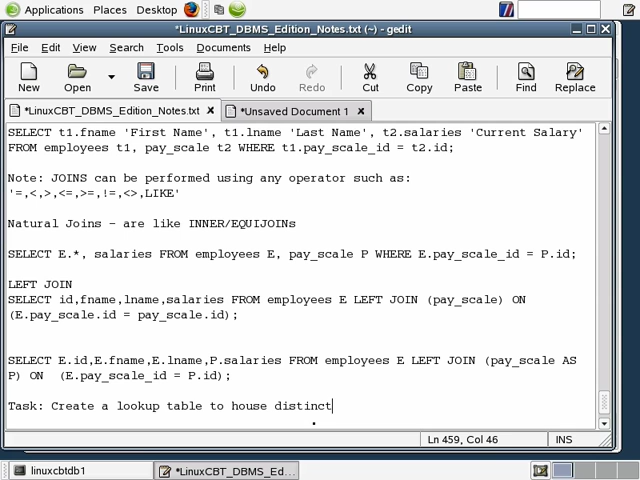 Applications Places Desktop
*LinuxCBT_DBMS_Edition_Notes.txt (~) - gedit
File Edit View Search Tools Documents Help
New Open Save Print Undo Redo Cut Copy Paste Find Replace
*LinuxCBT_DBMS_Edition_Notes.txt x *Unsaved Document 1 x
SELECT t1.fname 'First Name', t1.lname 'Last Name', t2.salaries 'Current Salary'
FROM employees t1, pay_scale t2 WHERE t1.pay_scale_id = t2.id;
Note: JOINS can be performed using any operator such as:
'=,<,>,<=,>=,!=,<>,LIKE'
Natural Joins - are like INNER/EQUIJOINs
SELECT E.*, salaries FROM employees E, pay_scale P WHERE E.pay_scale_id = P.id;
LEFT JOIN
SELECT id,fname,lname,salaries FROM employees E LEFT JOIN (pay_scale) ON
(E.pay_scale.id = pay_scale.id);
SELECT E.id,E.fname,E.lname,P.salaries FROM employees E LEFT JOIN (pay_scale AS
P) ON  (E.pay_scale_id = P.id);
Task: Create a lookup table to house distinct
Ln 459, Col 46 INS
linuxcbtdb1 *LinuxCBT_DBMS_Ed...